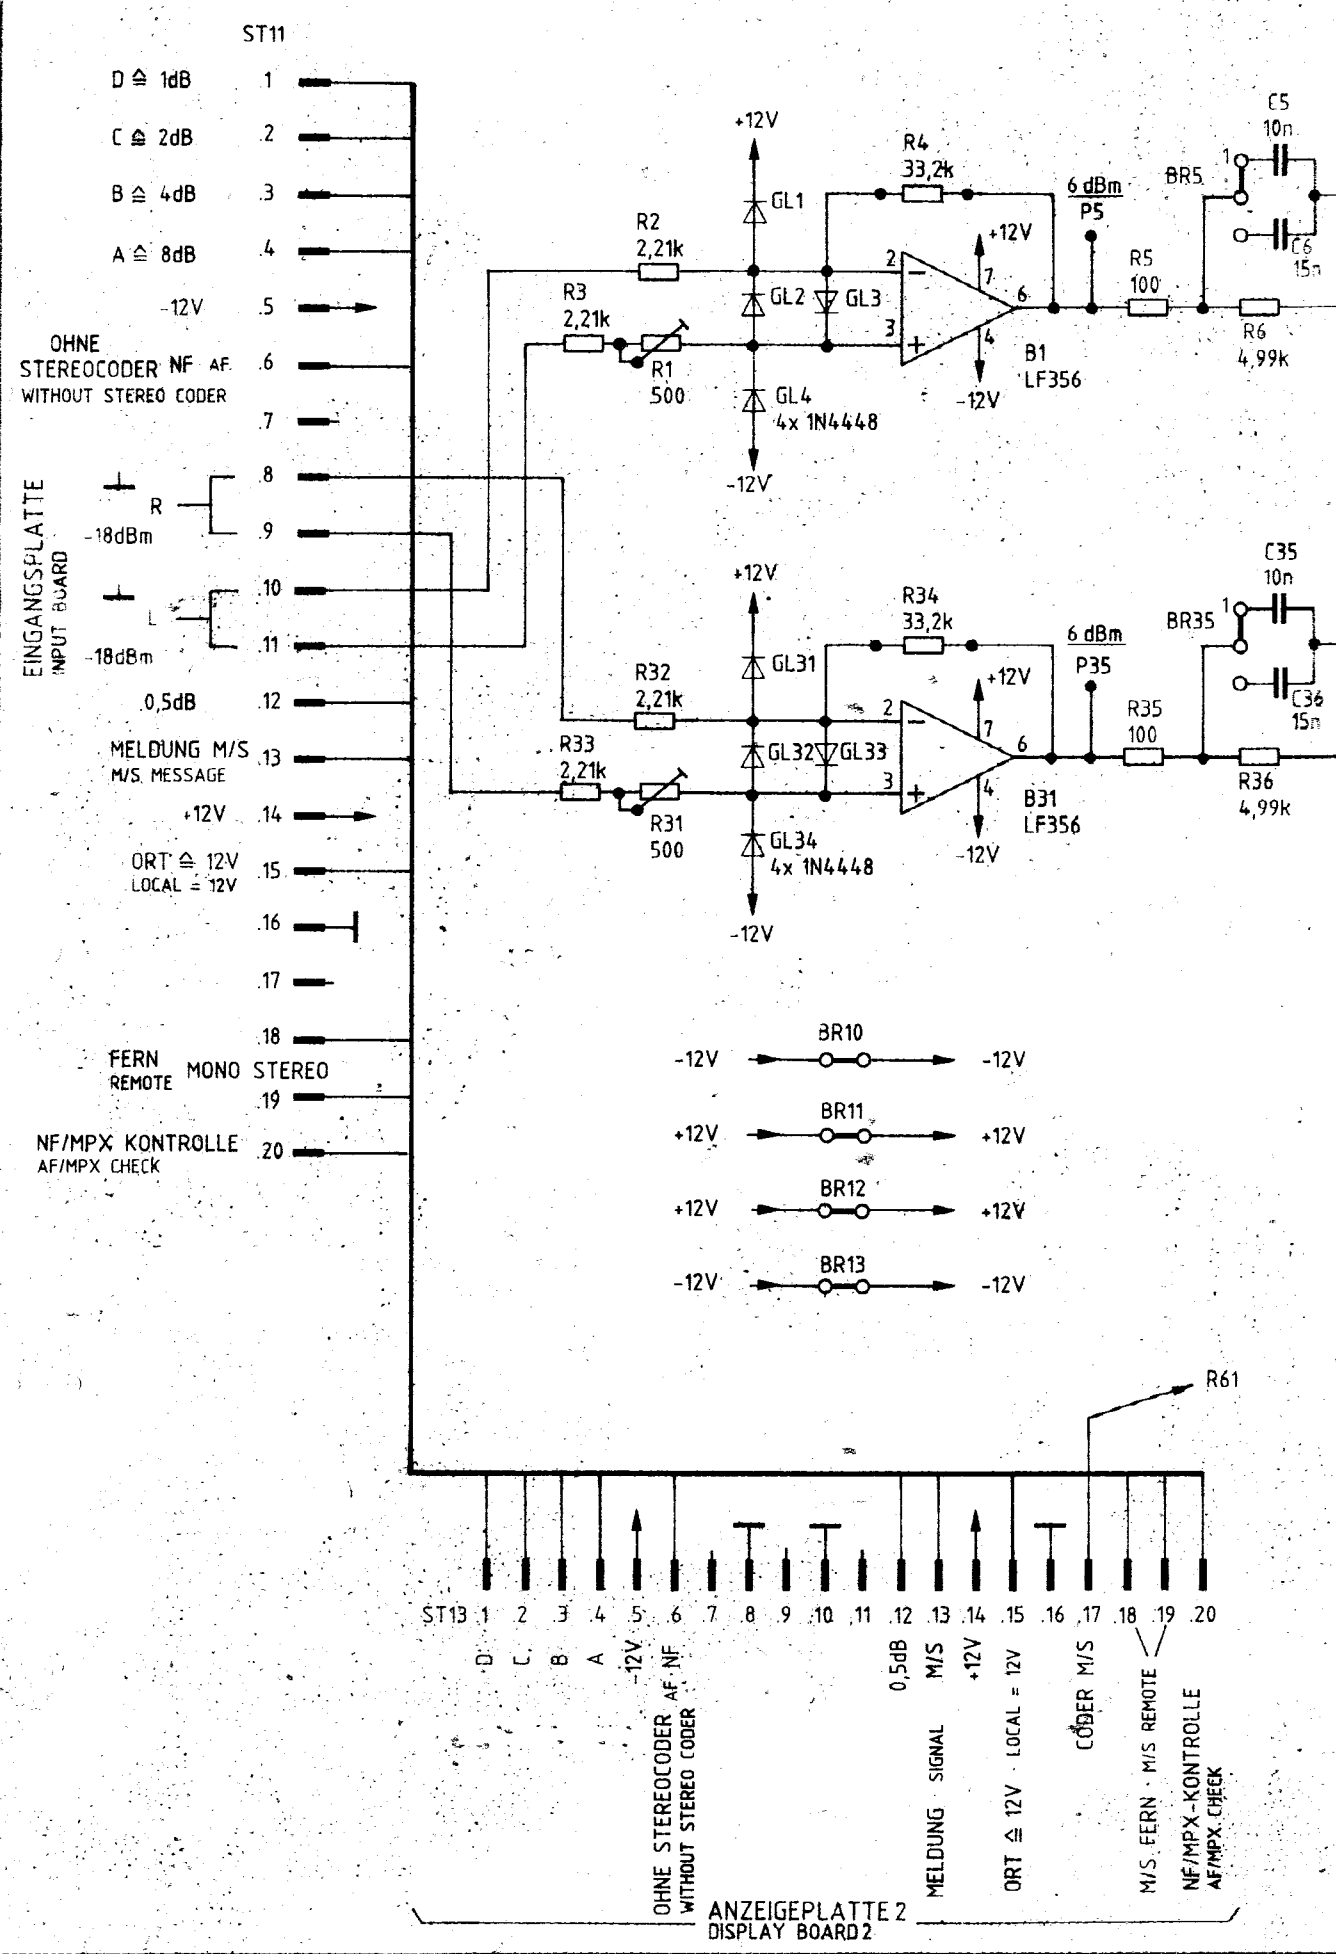 ST11
D ≙ 1dB .1
C ≙ 2dB .2
B ≙ 4dB .3
A ≙ 8dB .4
-12V .5
OHNE
STEREOCODER NF AF .6
WITHOUT STEREO CODER
.7
EINGANGSPLATTE
INPUT BOARD
R
.8
-18dBm .9
L
.10
-18dBm .11
0,5dB .12
MELDUNG M/S .13
M/S MESSAGE
+12V .14
ORT ≙ 12V .15
LOCAL = 12V
.16
.17
.18
FERN
REMOTE MONO STEREO
.19
NF/MPX KONTROLLE .20
AF/MPX CHECK
+12V
GL1
R2
2,21k
R3
2,21k
R1
500
GL2
GL3
GL4
4x 1N4448
-12V
R4
33,2k
2
3
+12V
7
6
4
-12V
B1
LF356
6 dBm
P5
R5
100
BR5
1
C5
10n
C6
15n
R6
4,99k
+12V
GL31
R32
2,21k
R33
2,21k
R31
500
GL32
GL33
GL34
4x 1N4448
-12V
R34
33,2k
2
3
+12V
7
6
4
-12V
B31
LF356
6 dBm
P35
R35
100
BR35
1
C35
10n
C36
15n
R36
4,99k
BR10
-12V -12V
BR11
+12V +12V
BR12
+12V +12V
BR13
-12V -12V
R61
ST13 .1 .2 .3 .4 .5 .6 .7 .8 .9 .10 .11 .12 .13 .14 .15 .16 .17 .18 .19 .20
D
C
B
A
-12V
OHNE STEREOCODER AF NF
WITHOUT STEREO CODER
0,5dB
MELDUNG SIGNAL M/S
+12V
ORT ≙ 12V · LOCAL = 12V
CODER M/S
M/S FERN · M/S REMOTE
NF/MPX-KONTROLLE
AF/MPX CHECK
ANZEIGEPLATTE 2
DISPLAY BOARD 2